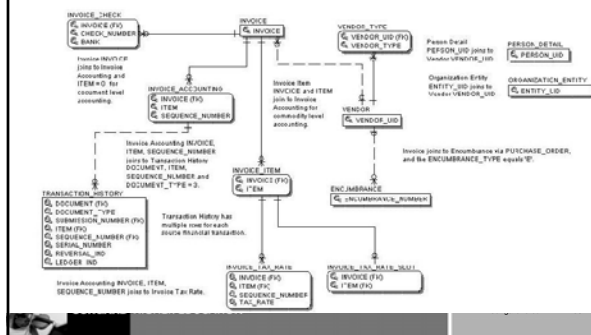 INVOICE_CHECK
INVOICE (FK)
CHECK_NUMBER
BANK
INVOICE
INVOICE
VENDOR_TYPE
VENDOR_UID (FK)
VENDOR_TYPE
Person Detail
PERSON_UID joins to
Vendor VENDOR_UID
PERSON_DETAIL
PERSON_UID
Organization Entity
ENTITY_UID joins to
Vendor VENDOR_UID
ORGANIZATION_ENTITY
ENTITY_UID
Invoice INVOICE
joins to Invoice
Accounting and
ITEM = 0 for
document level
accounting.
INVOICE_ACCOUNTING
INVOICE (FK)
ITEM
SEQUENCE_NUMBER
Invoice Item
INVOICE and ITEM
join to Invoice
Accounting for
commodity level
accounting.
VENDOR
VENDOR_UID
Invoice Accounting INVOICE,
ITEM, SEQUENCE_NUMBER
joins to Transaction History
DOCUMENT, ITEM,
SEQUENCE_NUMBER and
DOCUMENT_TYPE = 3.
Invoice joins to Encumbrance via PURCHASE_ORDER,
and the ENCUMBRANCE_TYPE equals 'E'.
INVOICE_ITEM
INVOICE (FK)
ITEM
ENCUMBRANCE
ENCUMBRANCE_NUMBER
TRANSACTION_HISTORY
DOCUMENT (FK)
DOCUMENT_TYPE
SUBMISSION_NUMBER (FK)
ITEM (FK)
SEQUENCE_NUMBER (FK)
SERIAL_NUMBER
REVERSAL_IND
LEDGER_IND
Transaction History has
multiple rows for each
source financial transaction.
INVOICE_TAX_RATE
INVOICE (FK)
ITEM (FK)
SEQUENCE_NUMBER
TAX_RATE
INVOICE_TAX_RATE_SLOT
INVOICE (FK)
ITEM (FK)
Invoice Accounting INVOICE, ITEM,
SEQUENCE_NUMBER joins to Invoice Tax Rate.